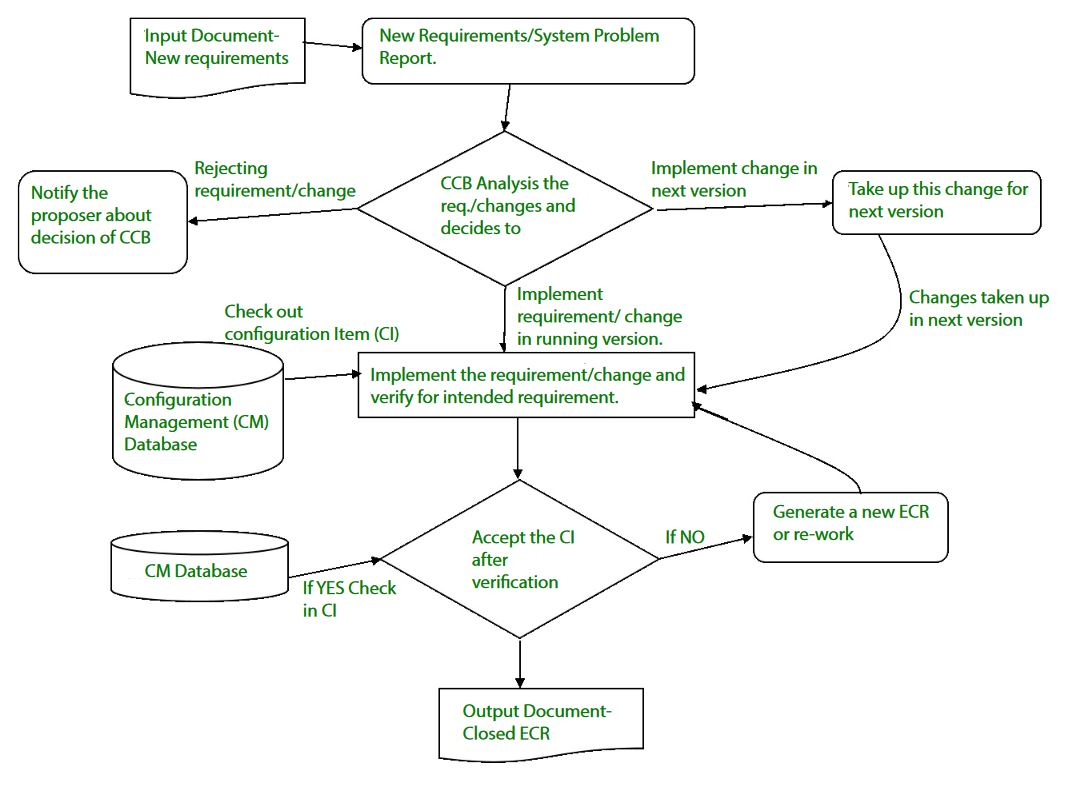 Input Document-
New requirements
New Requirements/System Problem
Report.
Rejecting
requirement/change
CCB Analysis the
req./changes and
decides to
Implement change in
next version
Notify the
proposer about
decision of CCB
Take up this change for
next version
Implement
requirement/ change
in running version.
Changes taken up
in next version
Check out
configuration Item (CI)
Configuration
Management (CM)
Database
Implement the requirement/change and
verify for intended requirement.
Generate a new ECR
or re-work
Accept the CI
after
verification
If NO
CM Database
If YES Check
in CI
Output Document-
Closed ECR